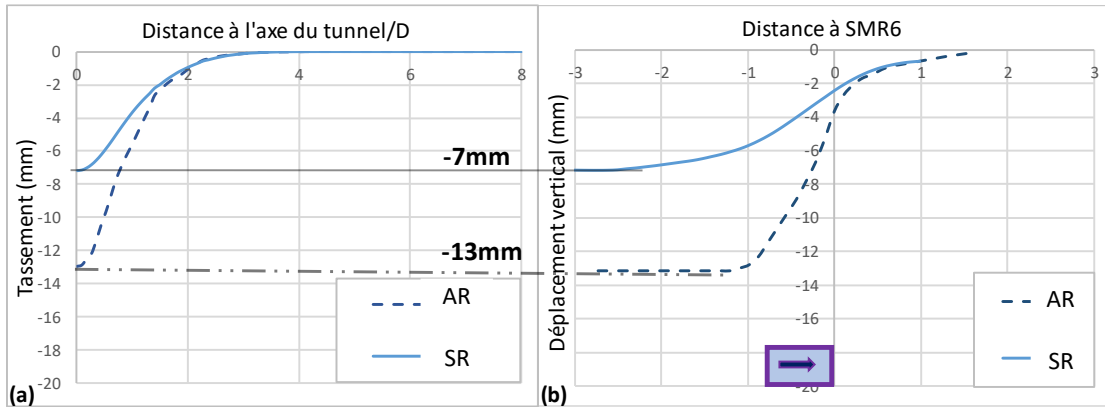 Distance à l'axe du tunnel/D
0 2 4 6 8
0
-2
-4
-6
-8
-10
-12
-14
-16
-18
-20
Tassement (mm)
-7mm
-13mm
AR
SR
(a)
Distance à SMR6
-3 -2 -1 0 1 2 3
0
-2
-4
-6
-8
-10
-12
-14
-16
Déplacement vertical (mm)
AR
SR
(b)